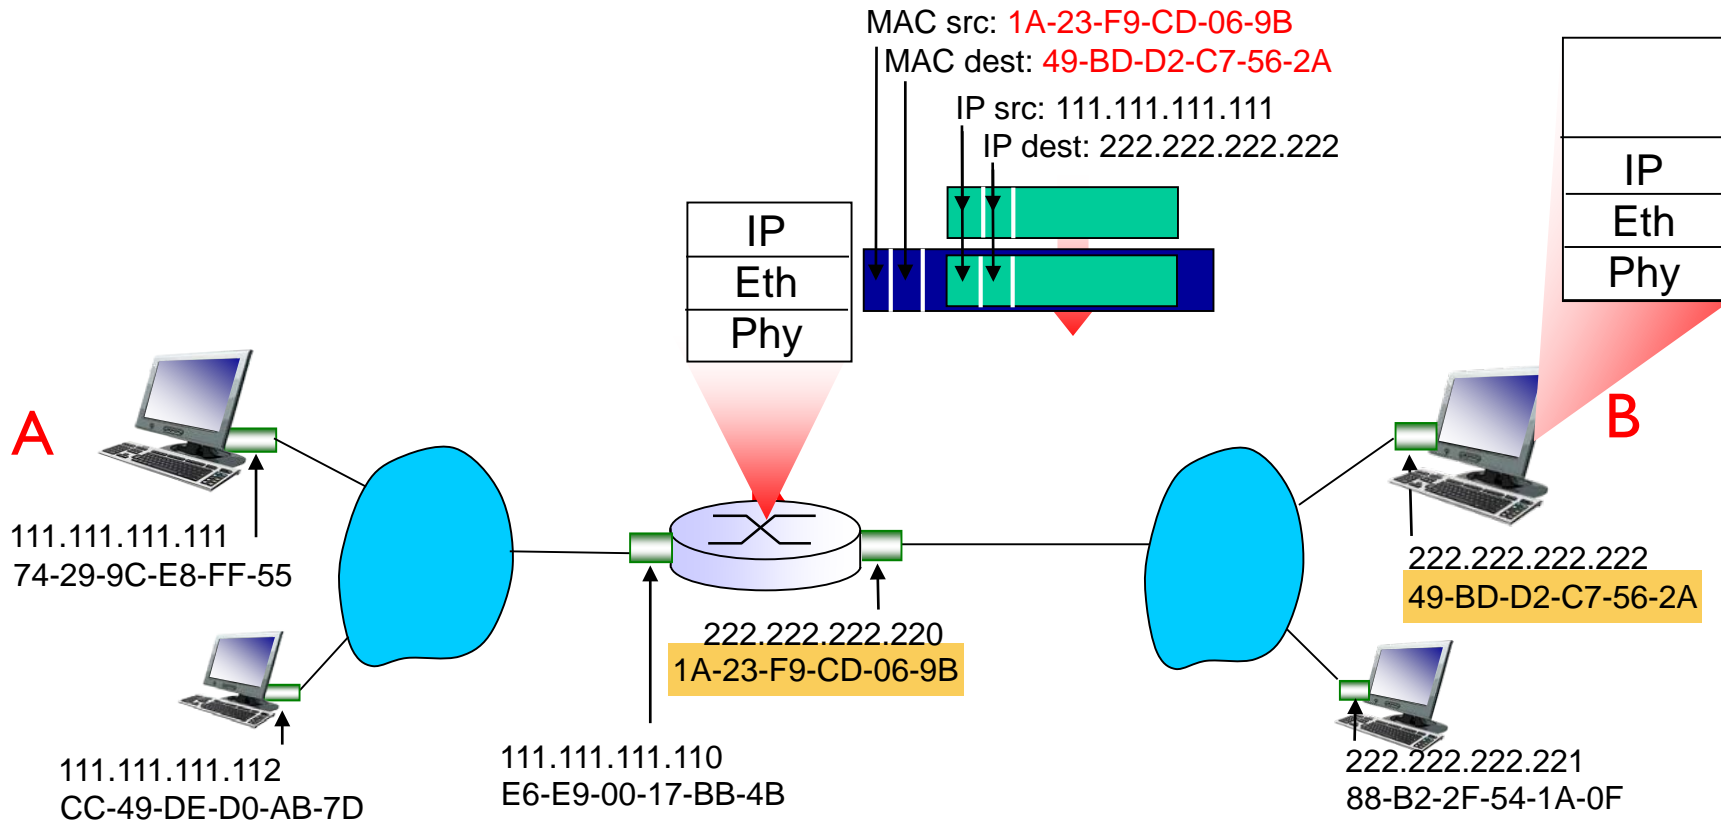 MAC src: 1A-23-F9-CD-06-9B
MAC dest: 49-BD-D2-C7-56-2A
IP src: 111.111.111.111
IP dest: 222.222.222.222
IP
Eth
Phy
IP
Eth
Phy
A
B
111.111.111.111
74-29-9C-E8-FF-55
222.222.222.222
49-BD-D2-C7-56-2A
222.222.222.220
1A-23-F9-CD-06-9B
111.111.111.112
CC-49-DE-D0-AB-7D
111.111.111.110
E6-E9-00-17-BB-4B
222.222.222.221
88-B2-2F-54-1A-0F